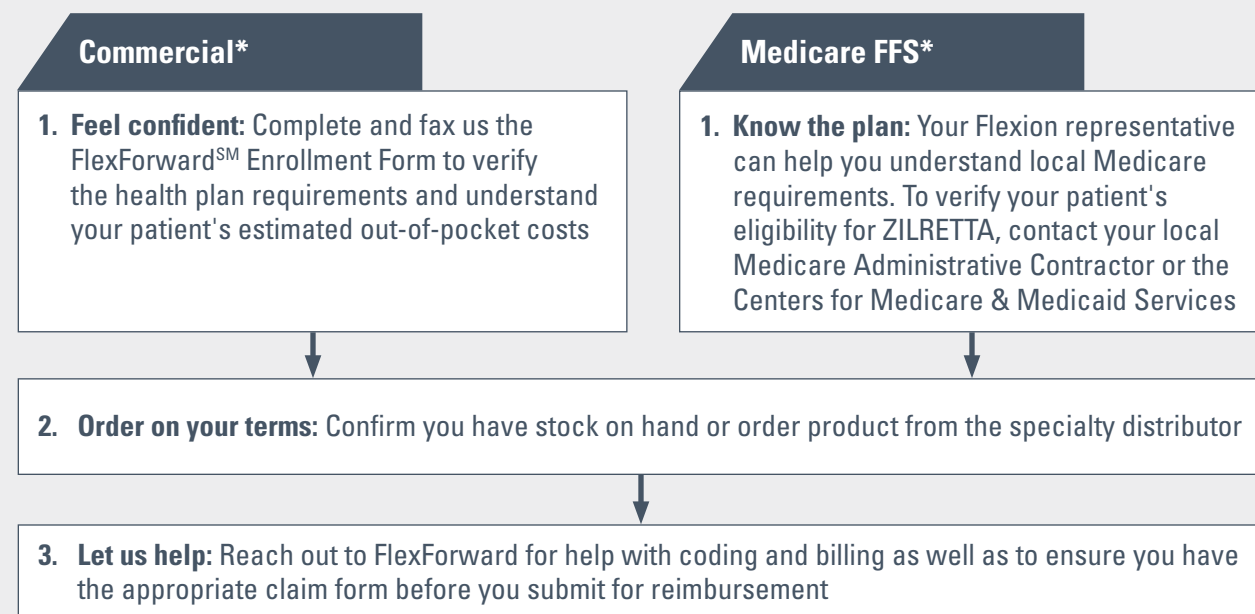 Commercial*
1. Feel confident: Complete and fax us the
FlexForward℠ Enrollment Form to verify
the health plan requirements and understand
your patient's estimated out-of-pocket costs
Medicare FFS*
1. Know the plan: Your Flexion representative
can help you understand local Medicare
requirements. To verify your patient's
eligibility for ZILRETTA, contact your local
Medicare Administrative Contractor or the
Centers for Medicare & Medicaid Services
2. Order on your terms: Confirm you have stock on hand or order product from the specialty distributor
3. Let us help: Reach out to FlexForward for help with coding and billing as well as to ensure you have
the appropriate claim form before you submit for reimbursement